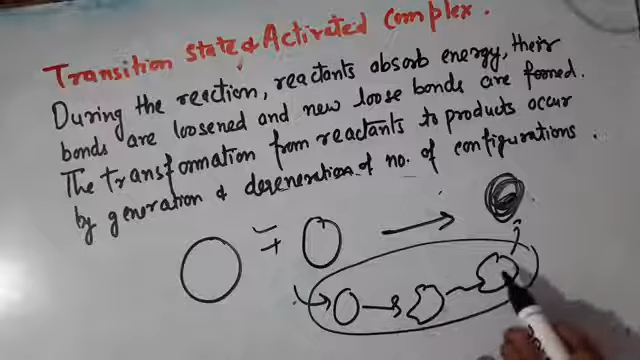 Transition state & Activated Complex.
During the reaction, reactants absorb energy, their
bonds are loosened and new loose bonds are formed.
The transformation from reactants to products occur
by generation & dereneration of no. of configurations.